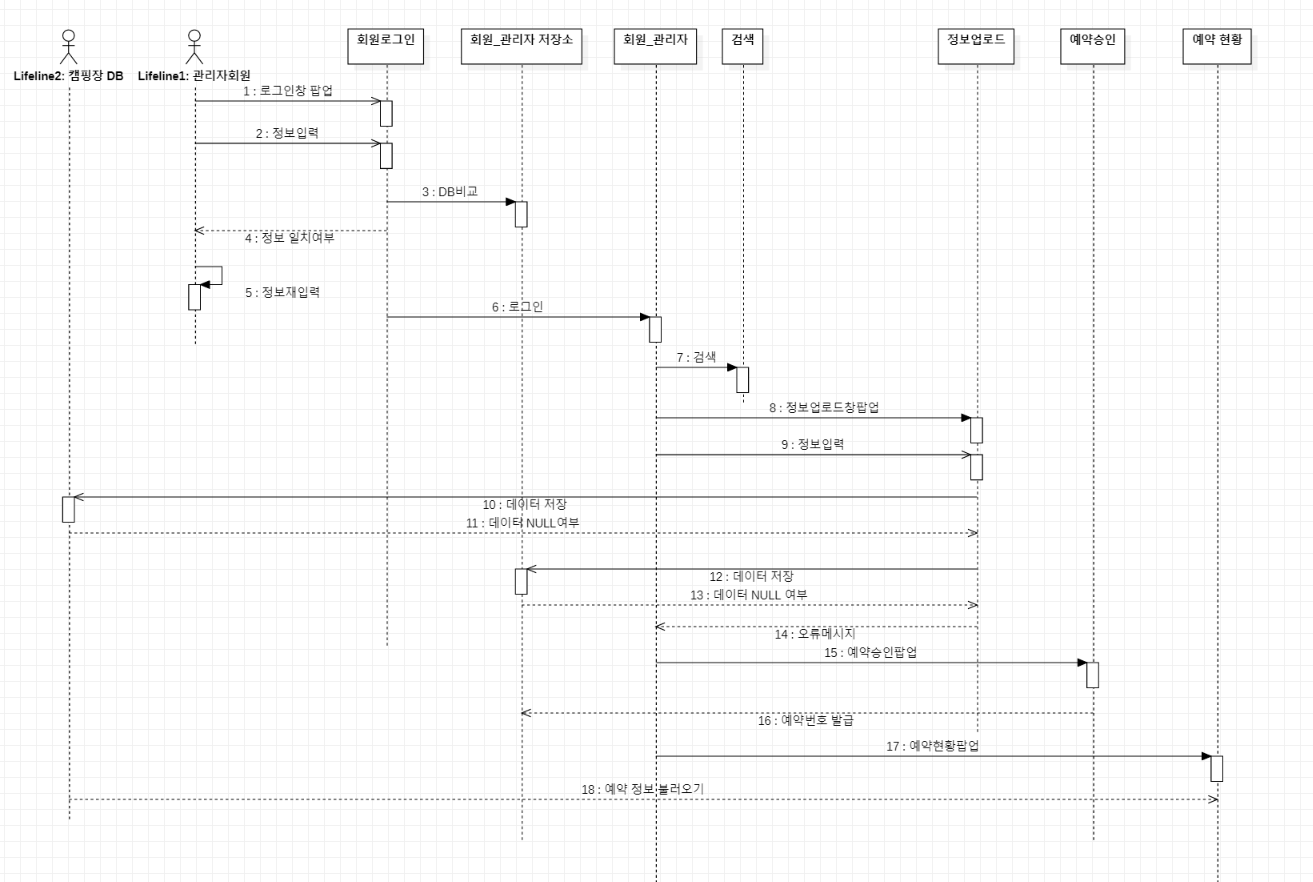 회원로그인
회원_관리자 저장소
회원_관리자
검색
정보업로드
예약승인
예약 현황
Lifeline2: 캠핑장 DB
Lifeline1: 관리자회원
1 : 로그인창 팝업
2 : 정보입력
3 : DB비교
4 : 정보 일치여부
5 : 정보재입력
6 : 로그인
7 : 검색
8 : 정보업로드창팝업
9 : 정보입력
10 : 데이터 저장
11 : 데이터 NULL여부
12 : 데이터 저장
13 : 데이터 NULL 여부
14 : 오류메시지
15 : 예약승인팝업
16 : 예약번호 발급
17 : 예약현황팝업
18 : 예약 정보 불러오기